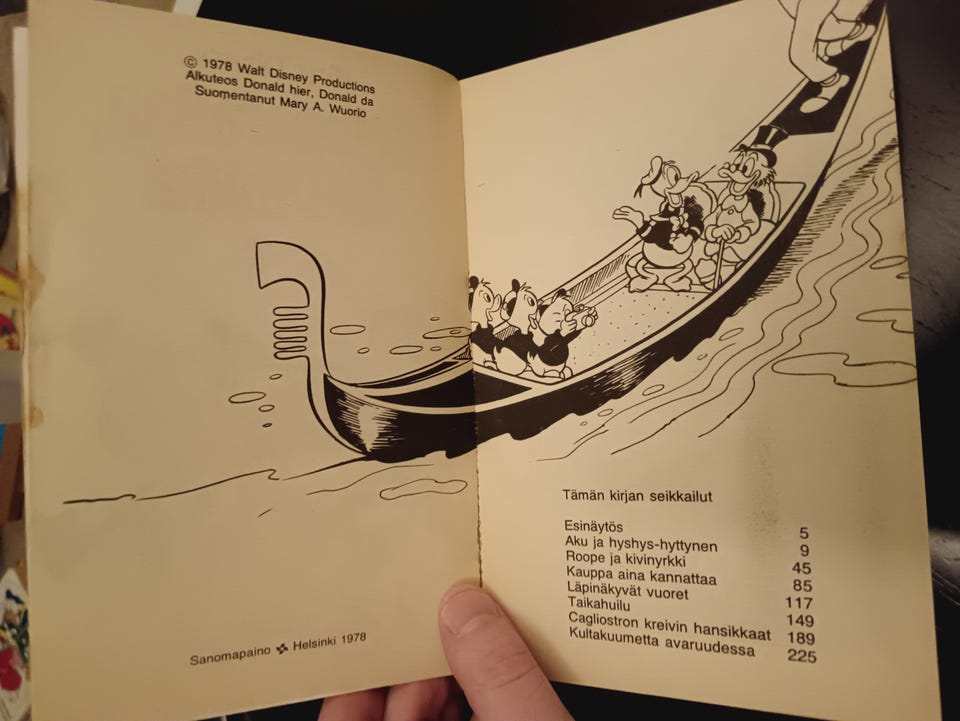 © 1978 Walt Disney Productions
Alkuteos Donald hier, Donald da
Suomentanut Mary A. Wuorio
Sanomapaino Helsinki 1978
Tämän kirjan seikkailut
Esinäytös 5
Aku ja hyshys-hyttynen 9
Roope ja kivinyrkki 45
Kauppa aina kannattaa 85
Läpinäkyvät vuoret 117
Taikahuilu 149
Cagliostron kreivin hansikkaat 189
Kultakuumetta avaruudessa 225